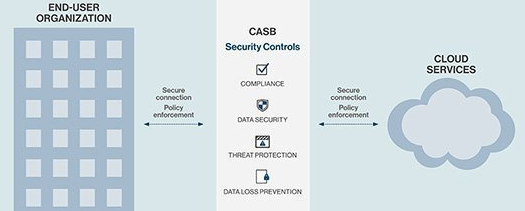 END-USER
ORGANIZATION
Secure
connection
Policy
enforcement
CASB
Security Controls
COMPLIANCE
DATA SECURITY
THREAT PROTECTION
DATA LOSS PREVENTION
Secure
connection
Policy
enforcement
CLOUD
SERVICES